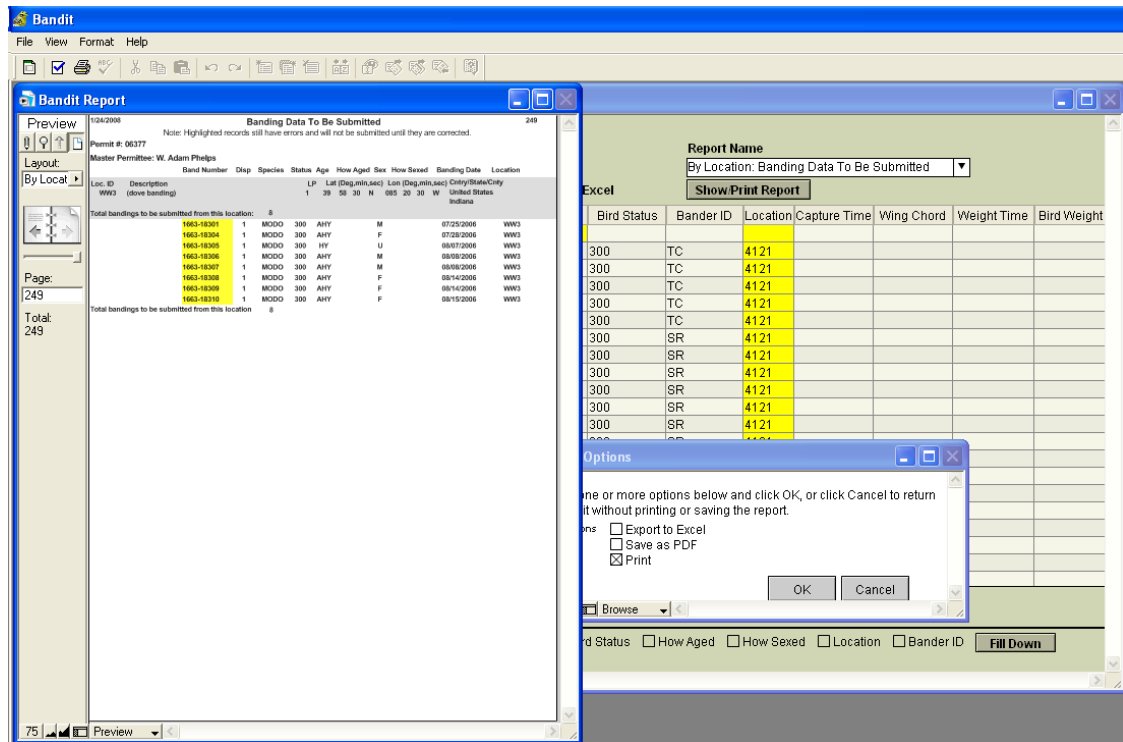 Bandit
File View Format Help
Bandit Report
Preview
Layout:
By Locat
Page:
249
Total:
249
1/24/2008 Banding Data To Be Submitted 249
Note: Highlighted records still have errors and will not be submitted until they are corrected.
Permit #: 06377
Master Permittee: W. Adam Phelps
Band Number Disp Species Status Age How Aged Sex How Sexed Banding Date Location
Loc. ID Description LP Lat (Deg,min,sec) Lon (Deg,min,sec) Cntry/State/Cnty
WW3 (dove banding) 1 39 58 30 N 085 20 30 W United States
Indiana
Total bandings to be submitted from this location: 8
1663-18301 1 MODO 300 AHY M 07/25/2006 WW3
1663-18304 1 MODO 300 AHY F 07/28/2006 WW3
1663-18305 1 MODO 300 HY U 08/07/2006 WW3
1663-18306 1 MODO 300 AHY M 08/08/2006 WW3
1663-18307 1 MODO 300 AHY M 08/08/2006 WW3
1663-18308 1 MODO 300 AHY F 08/14/2006 WW3
1663-18309 1 MODO 300 AHY F 08/14/2006 WW3
1663-18310 1 MODO 300 AHY F 08/15/2006 WW3
Total bandings to be submitted from this location 8
75 Preview
Report Name
By Location: Banding Data To Be Submitted
Excel Show/Print Report
Bird Status Bander ID Location Capture Time Wing Chord Weight Time Bird Weight
300 TC 4121
300 TC 4121
300 TC 4121
300 TC 4121
300 TC 4121
300 SR 4121
300 SR 4121
300 SR 4121
300 SR 4121
300 SR 4121
300 SR 4121
Options
one or more options below and click OK, or click Cancel to return
it without printing or saving the report.
ons Export to Excel
Save as PDF
Print
OK Cancel
Browse
rd Status How Aged How Sexed Location Bander ID Fill Down